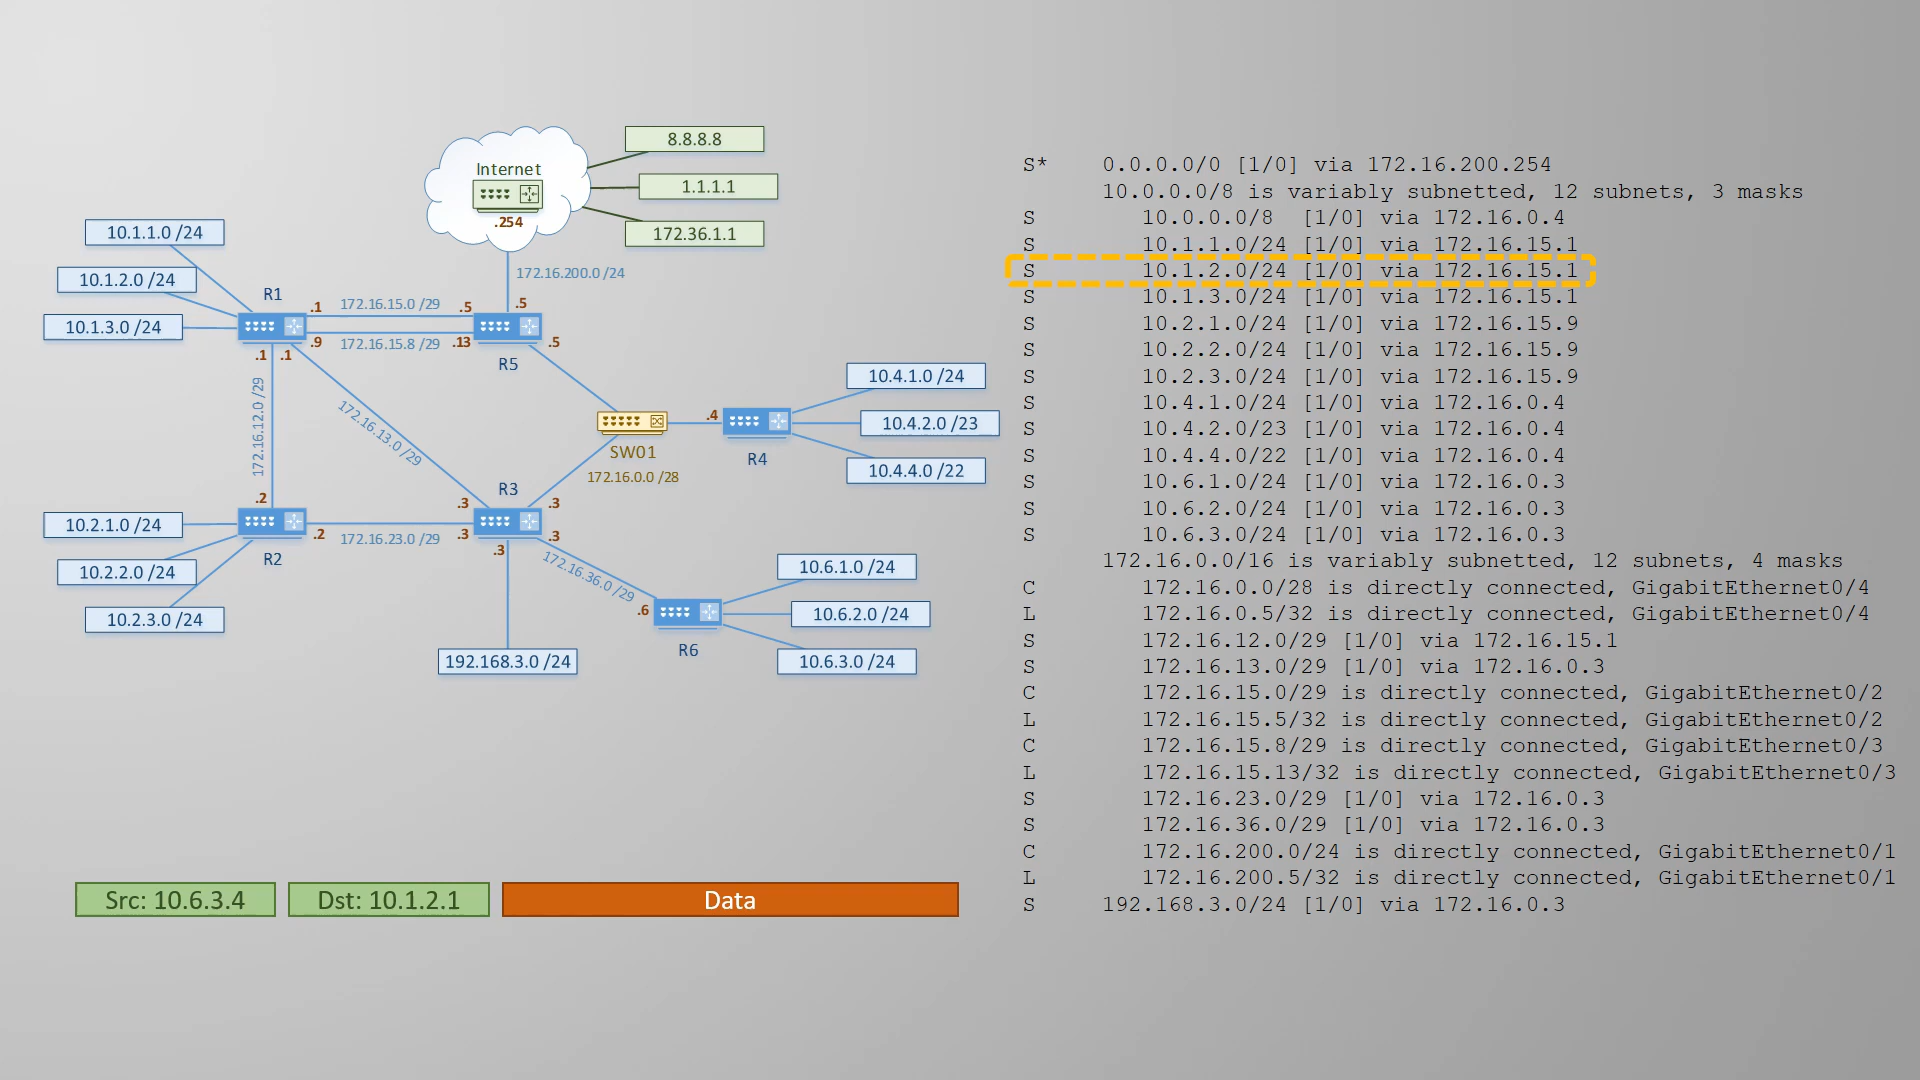 Internet
.254
8.8.8.8
1.1.1.1
172.36.1.1
172.16.200.0 /24
10.1.1.0 /24
10.1.2.0 /24
10.1.3.0 /24
R1
.1
172.16.15.0 /29
.5
.5
.9
172.16.15.8 /29
.13
.5
R5
.1
.1
172.16.12.0 /29
172.16.13.0 /29
10.4.1.0 /24
10.4.2.0 /23
10.4.4.0 /22
.4
R4
SW01
172.16.0.0 /28
R3
.3
.3
.2
10.2.1.0 /24
10.2.2.0 /24
10.2.3.0 /24
R2
.2
172.16.23.0 /29
.3
.3
.3
172.16.36.0 /29
.6
R6
10.6.1.0 /24
10.6.2.0 /24
10.6.3.0 /24
192.168.3.0 /24
Src: 10.6.3.4
Dst: 10.1.2.1
Data
S* 0.0.0.0/0 [1/0] via 172.16.200.254
10.0.0.0/8 is variably subnetted, 12 subnets, 3 masks
S 10.0.0.0/8 [1/0] via 172.16.0.4
S 10.1.1.0/24 [1/0] via 172.16.15.1
S 10.1.2.0/24 [1/0] via 172.16.15.1
S 10.1.3.0/24 [1/0] via 172.16.15.1
S 10.2.1.0/24 [1/0] via 172.16.15.9
S 10.2.2.0/24 [1/0] via 172.16.15.9
S 10.2.3.0/24 [1/0] via 172.16.15.9
S 10.4.1.0/24 [1/0] via 172.16.0.4
S 10.4.2.0/23 [1/0] via 172.16.0.4
S 10.4.4.0/22 [1/0] via 172.16.0.4
S 10.6.1.0/24 [1/0] via 172.16.0.3
S 10.6.2.0/24 [1/0] via 172.16.0.3
S 10.6.3.0/24 [1/0] via 172.16.0.3
172.16.0.0/16 is variably subnetted, 12 subnets, 4 masks
C 172.16.0.0/28 is directly connected, GigabitEthernet0/4
L 172.16.0.5/32 is directly connected, GigabitEthernet0/4
S 172.16.12.0/29 [1/0] via 172.16.15.1
S 172.16.13.0/29 [1/0] via 172.16.0.3
C 172.16.15.0/29 is directly connected, GigabitEthernet0/2
L 172.16.15.5/32 is directly connected, GigabitEthernet0/2
C 172.16.15.8/29 is directly connected, GigabitEthernet0/3
L 172.16.15.13/32 is directly connected, GigabitEthernet0/3
S 172.16.23.0/29 [1/0] via 172.16.0.3
S 172.16.36.0/29 [1/0] via 172.16.0.3
C 172.16.200.0/24 is directly connected, GigabitEthernet0/1
L 172.16.200.5/32 is directly connected, GigabitEthernet0/1
S 192.168.3.0/24 [1/0] via 172.16.0.3